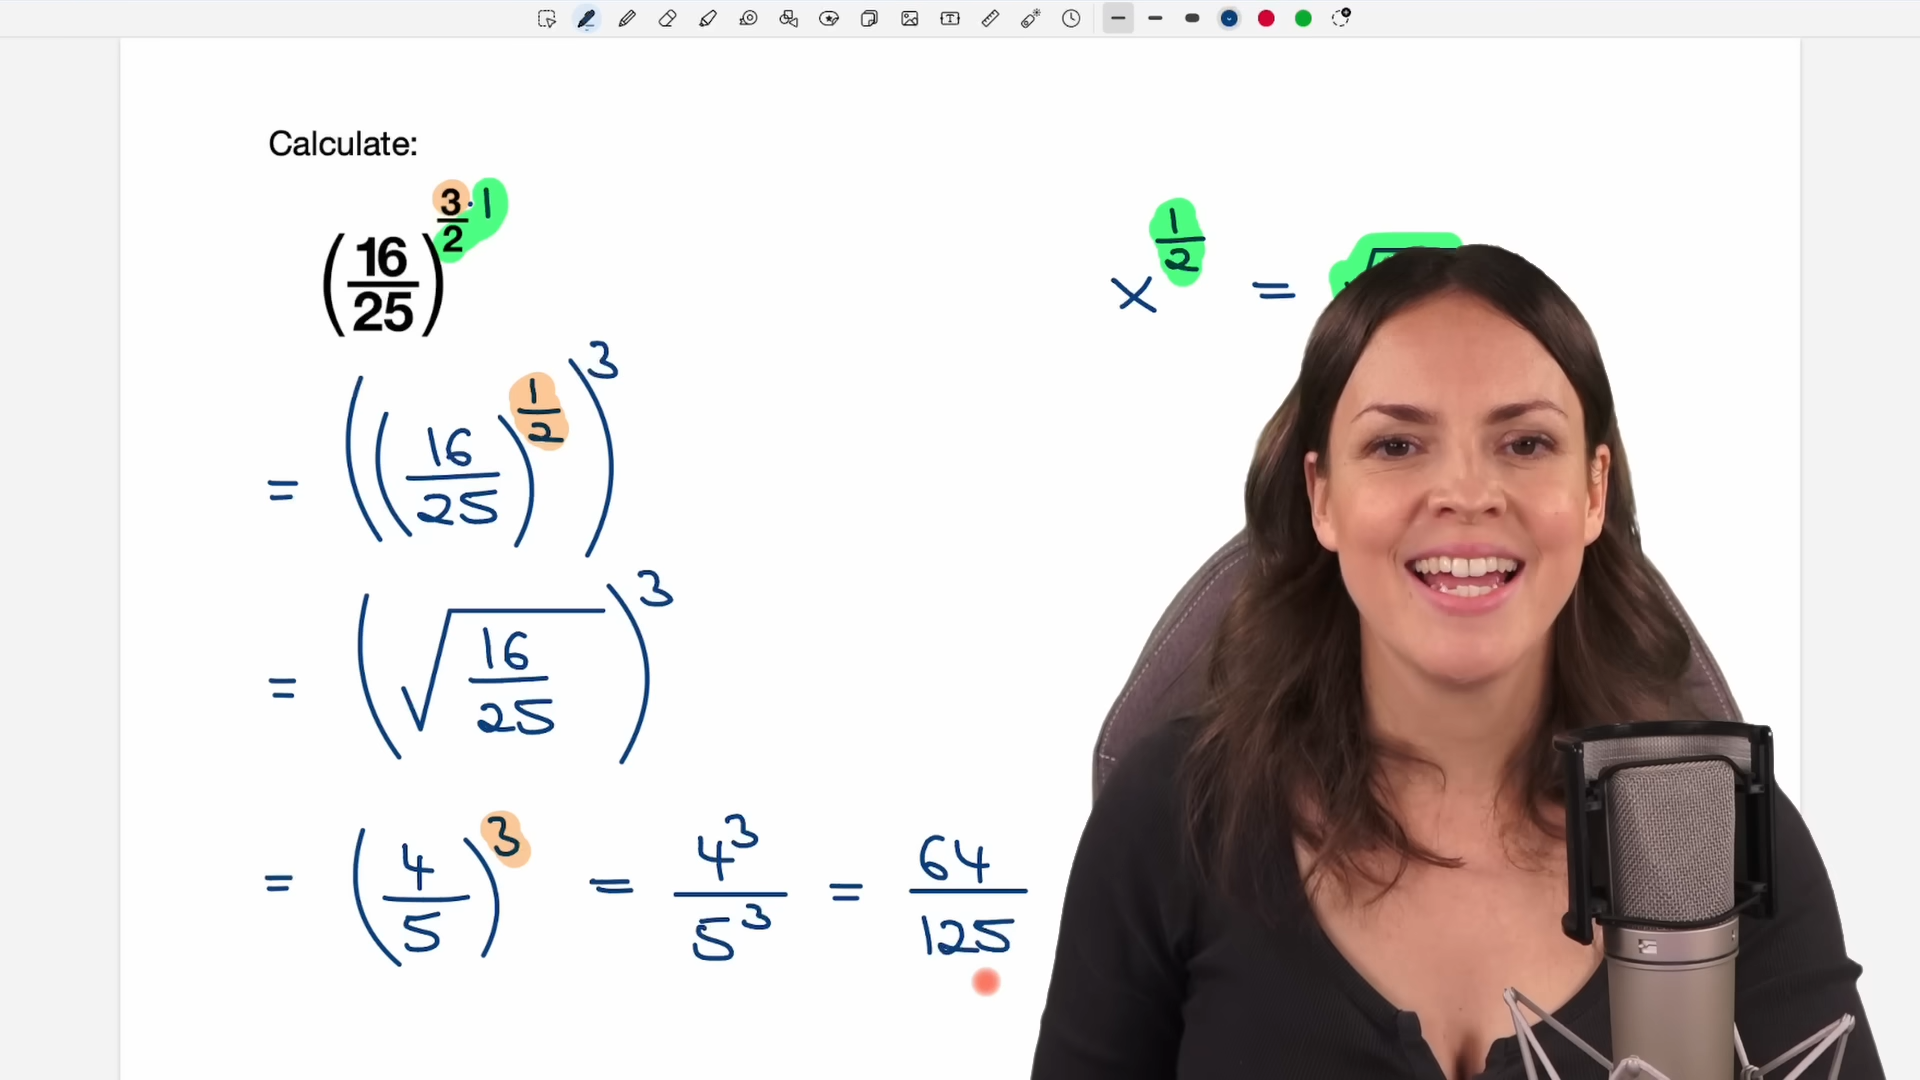 Calculate:
(16/25)^(3/2 · 1)
x^(1/2) = √
= ((16/25)^(1/2))^3
= (√(16/25))^3
= (4/5)^3 = 4^3/5^3 = 64/125